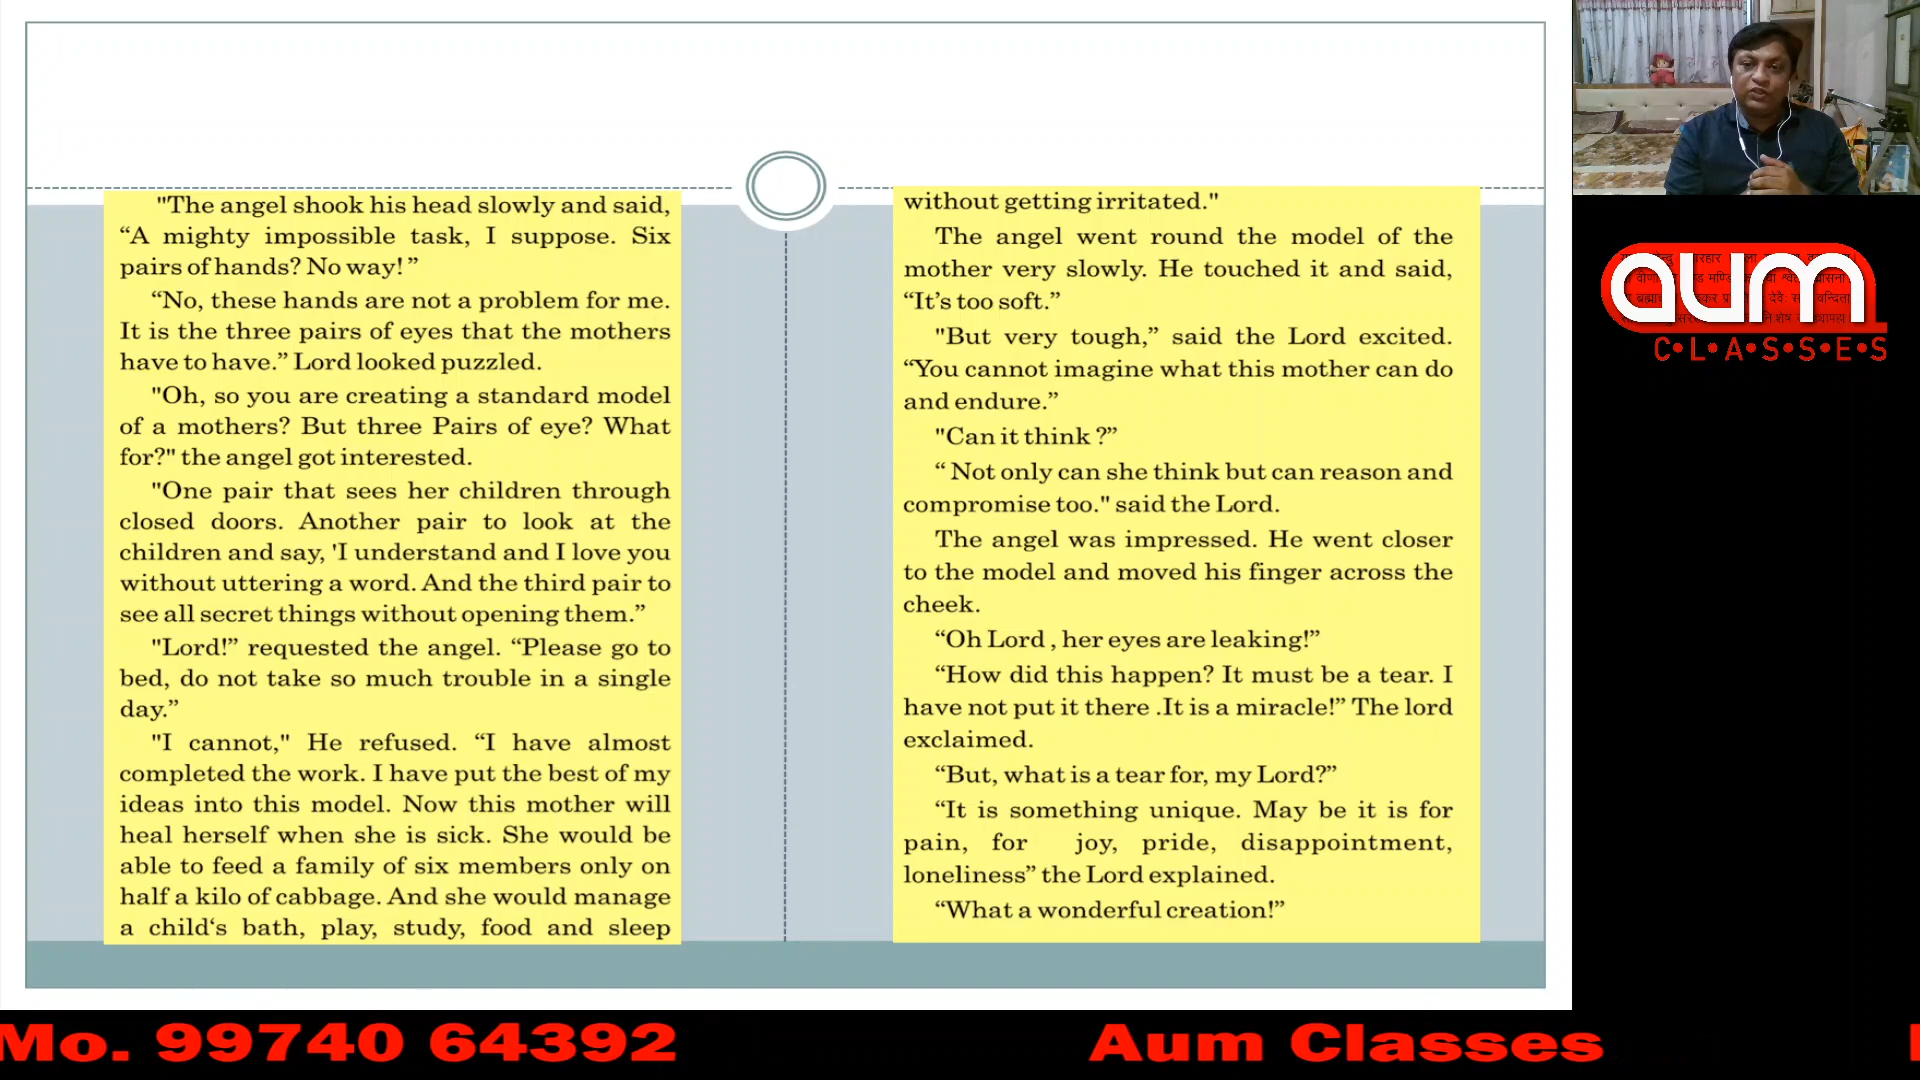 "The angel shook his head slowly and said,
“A mighty impossible task, I suppose. Six
pairs of hands? No way! ”
“No, these hands are not a problem for me.
It is the three pairs of eyes that the mothers
have to have.” Lord looked puzzled.
"Oh, so you are creating a standard model
of a mothers? But three Pairs of eye? What
for?" the angel got interested.
"One pair that sees her children through
closed doors. Another pair to look at the
children and say, 'I understand and I love you
without uttering a word. And the third pair to
see all secret things without opening them.”
"Lord!” requested the angel. “Please go to
bed, do not take so much trouble in a single
day.”
"I cannot," He refused. “I have almost
completed the work. I have put the best of my
ideas into this model. Now this mother will
heal herself when she is sick. She would be
able to feed a family of six members only on
half a kilo of cabbage. And she would manage
a child‘s bath, play, study, food and sleep
without getting irritated."
The angel went round the model of the
mother very slowly. He touched it and said,
“It’s too soft.”
"But very tough,” said the Lord excited.
“You cannot imagine what this mother can do
and endure.”
"Can it think ?”
“ Not only can she think but can reason and
compromise too." said the Lord.
The angel was impressed. He went closer
to the model and moved his finger across the
cheek.
“Oh Lord , her eyes are leaking!”
“How did this happen? It must be a tear. I
have not put it there .It is a miracle!” The lord
exclaimed.
“But, what is a tear for, my Lord?”
“It is something unique. May be it is for
pain, for joy, pride, disappointment,
loneliness” the Lord explained.
“What a wonderful creation!”
aum
C•L•A•S•S•E•S
Mo. 99740 64392 Aum Classes